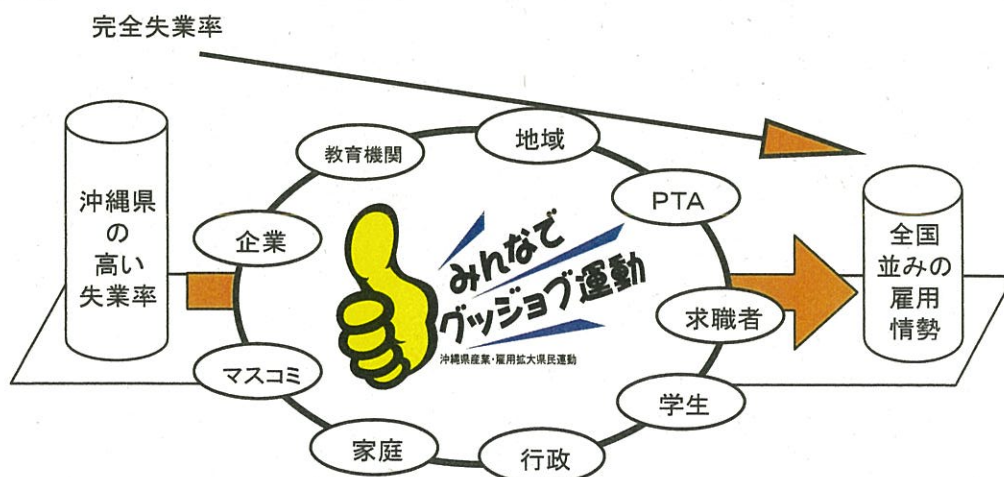 完全失業率
沖縄県
の
高い
失業率
教育機関
地域
PTA
企業
求職者
マスコミ
学生
家庭
行政
みんなで
グッジョブ運動
沖縄県産業・雇用拡大県民運動
全国
並みの
雇用
情勢